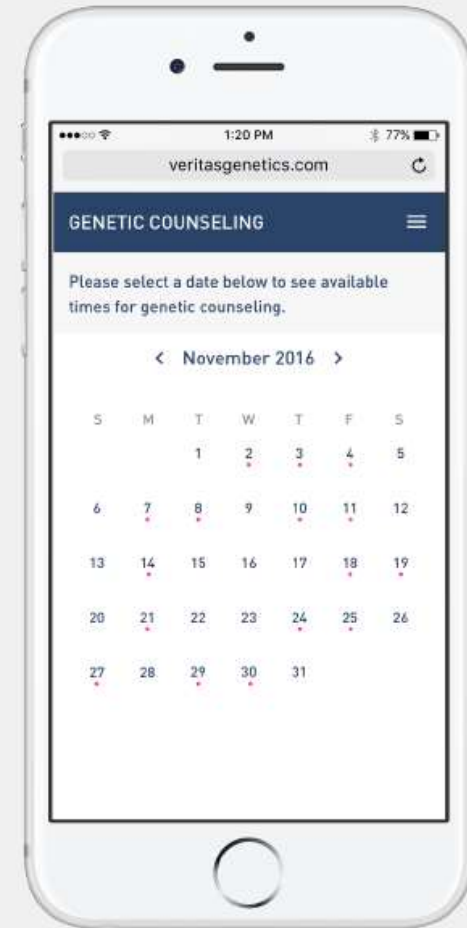 1:20 PM 77%
veritasgenetics.com
GENETIC COUNSELING
Please select a date below to see available
times for genetic counseling.
< November 2016 >
S M T W T F S
1 2 3 4 5
6 7 8 9 10 11 12
13 14 15 16 17 18 19
20 21 22 23 24 25 26
27 28 29 30 31